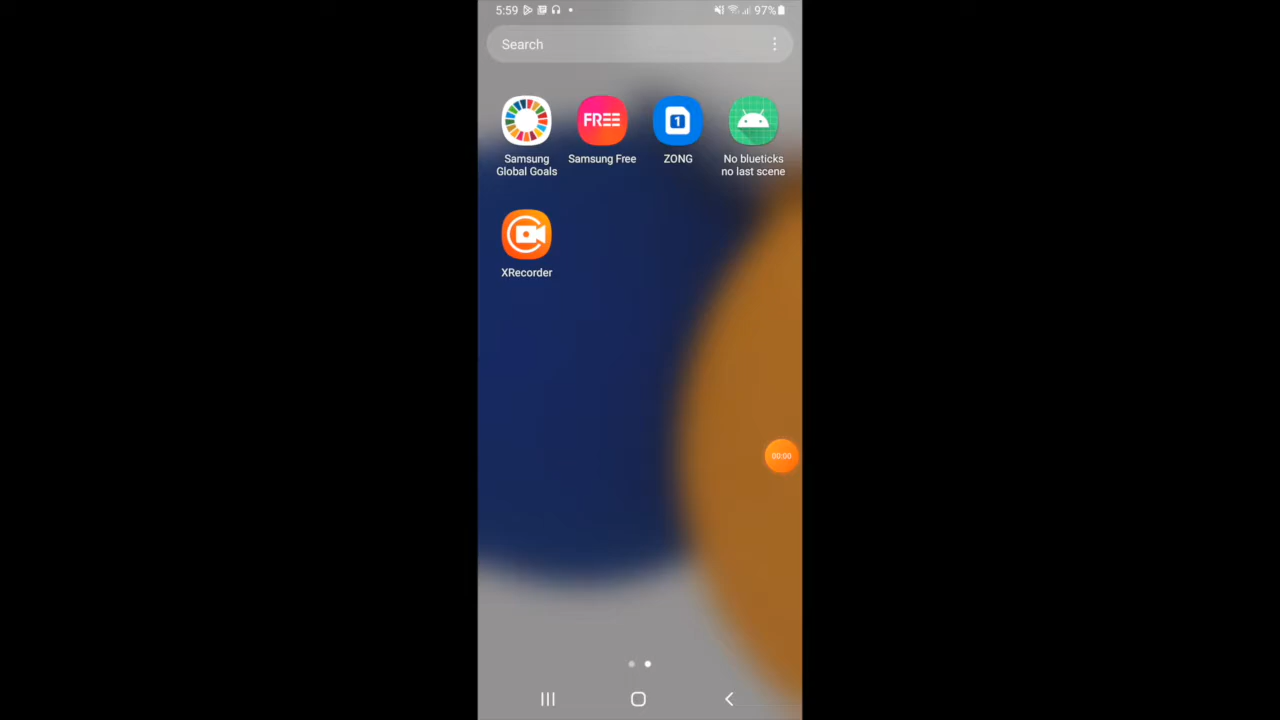 5:59 97%
Search
FREE
1
Samsung Samsung Free ZONG No blueticks
Global Goals no last scene
XRecorder
00:00